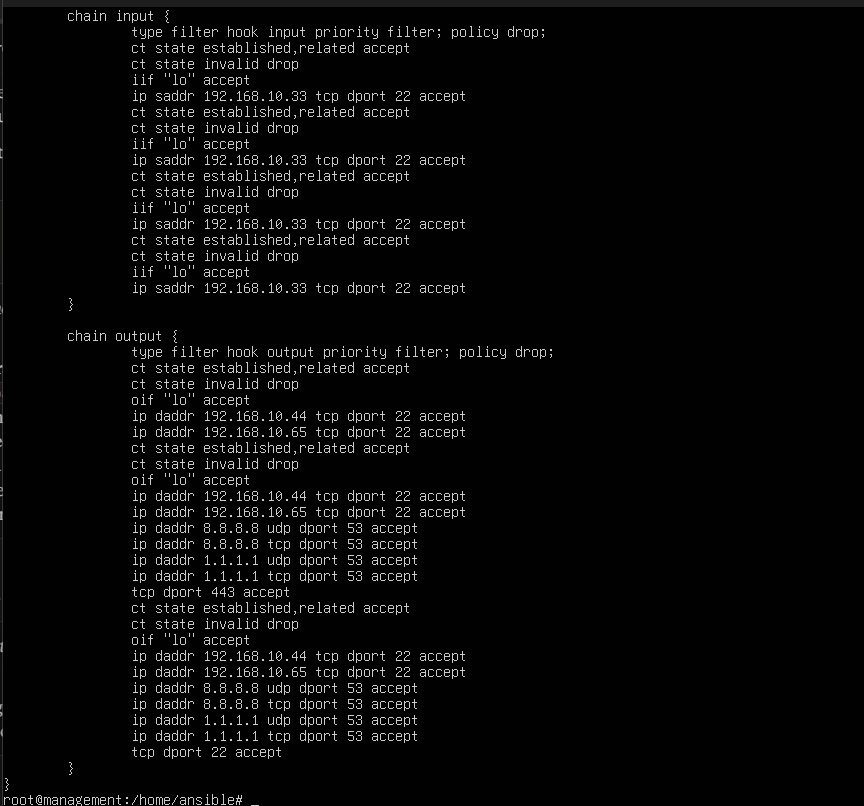 chain input {
type filter hook input priority filter; policy drop;
ct state established,related accept
ct state invalid drop
iif "lo" accept
ip saddr 192.168.10.33 tcp dport 22 accept
ct state established,related accept
ct state invalid drop
iif "lo" accept
ip saddr 192.168.10.33 tcp dport 22 accept
ct state established,related accept
ct state invalid drop
iif "lo" accept
ip saddr 192.168.10.33 tcp dport 22 accept
ct state established,related accept
ct state invalid drop
iif "lo" accept
ip saddr 192.168.10.33 tcp dport 22 accept
}
chain output {
type filter hook output priority filter; policy drop;
ct state established,related accept
ct state invalid drop
oif "lo" accept
ip daddr 192.168.10.44 tcp dport 22 accept
ip daddr 192.168.10.65 tcp dport 22 accept
ct state established,related accept
ct state invalid drop
oif "lo" accept
ip daddr 192.168.10.44 tcp dport 22 accept
ip daddr 192.168.10.65 tcp dport 22 accept
ip daddr 8.8.8.8 udp dport 53 accept
ip daddr 8.8.8.8 tcp dport 53 accept
ip daddr 1.1.1.1 udp dport 53 accept
ip daddr 1.1.1.1 tcp dport 53 accept
tcp dport 443 accept
ct state established,related accept
ct state invalid drop
oif "lo" accept
ip daddr 192.168.10.44 tcp dport 22 accept
ip daddr 192.168.10.65 tcp dport 22 accept
ip daddr 8.8.8.8 udp dport 53 accept
ip daddr 8.8.8.8 tcp dport 53 accept
ip daddr 1.1.1.1 udp dport 53 accept
ip daddr 1.1.1.1 tcp dport 53 accept
tcp dport 22 accept
}
}
root@management:/home/ansible# _